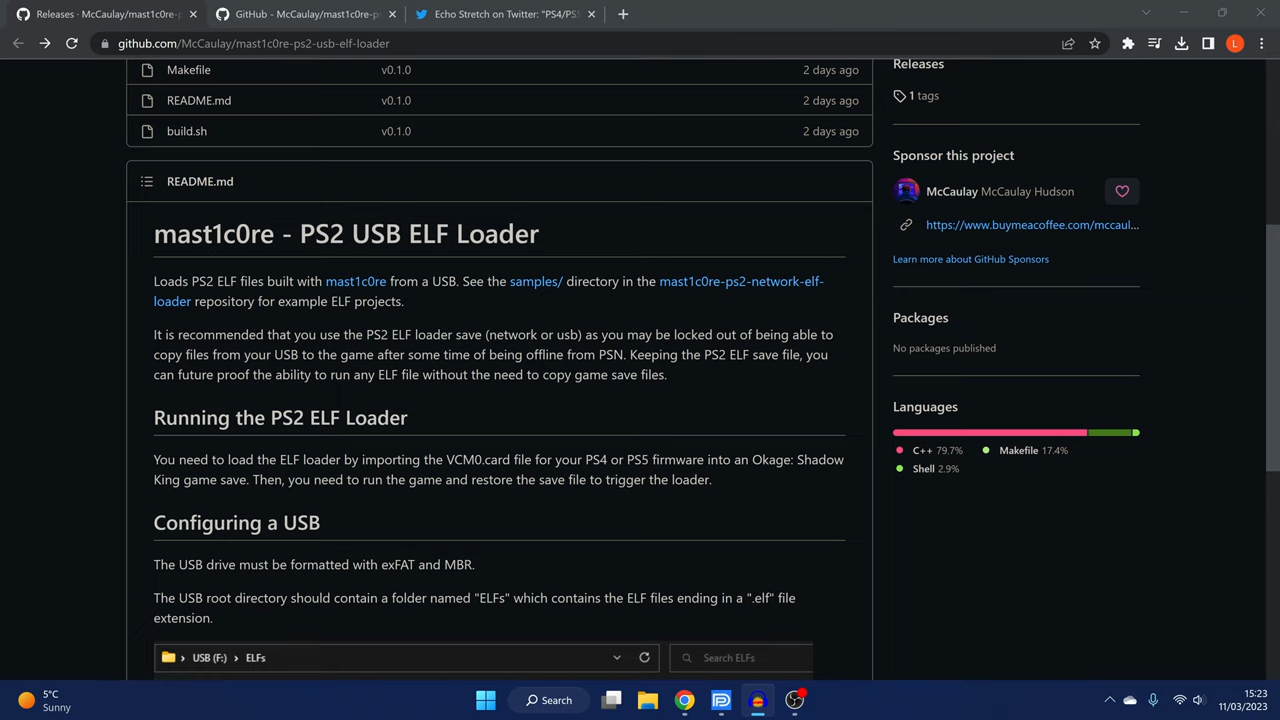 Releases · McCaulay/mast1c0re-ps
GitHub - McCaulay/mast1c0re-ps
Echo Stretch on Twitter: "PS4/PS5
github.com/McCaulay/mast1c0re-ps2-usb-elf-loader
L
Makefile v0.1.0 2 days ago
README.md v0.1.0 2 days ago
build.sh v0.1.0 2 days ago
README.md
mast1c0re - PS2 USB ELF Loader
Loads PS2 ELF files built with mast1c0re from a USB. See the samples/ directory in the mast1c0re-ps2-network-elf-
loader repository for example ELF projects.
It is recommended that you use the PS2 ELF loader save (network or usb) as you may be locked out of being able to
copy files from your USB to the game after some time of being offline from PSN. Keeping the PS2 ELF save file, you
can future proof the ability to run any ELF file without the need to copy game save files.
Running the PS2 ELF Loader
You need to load the ELF loader by importing the VCM0.card file for your PS4 or PS5 firmware into an Okage: Shadow
King game save. Then, you need to run the game and restore the save file to trigger the loader.
Configuring a USB
The USB drive must be formatted with exFAT and MBR.
The USB root directory should contain a folder named "ELFs" which contains the ELF files ending in a ".elf" file
extension.
USB (F:) › ELFs
Search ELFs
Releases
1 tags
Sponsor this project
McCaulay McCaulay Hudson
https://www.buymeacoffee.com/mccaul...
Learn more about GitHub Sponsors
Packages
No packages published
Languages
C++ 79.7% Makefile 17.4%
Shell 2.9%
5°C
Sunny
Search
15:23
11/03/2023